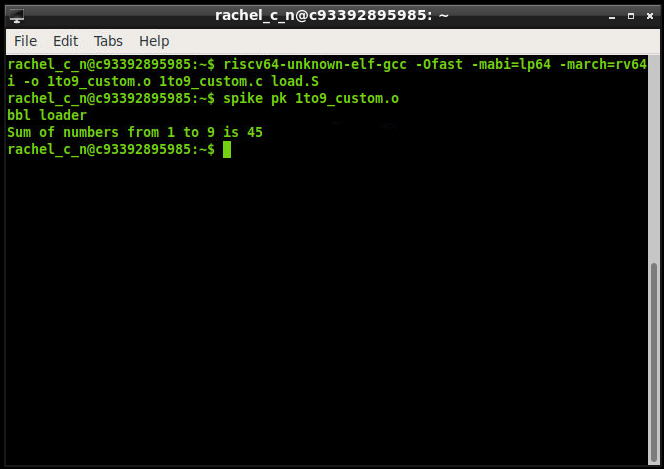 rachel_c_n@c93392895985: ~
File Edit Tabs Help
rachel_c_n@c93392895985:~$ riscv64-unknown-elf-gcc -Ofast -mabi=lp64 -march=rv64
i -o 1to9_custom.o 1to9_custom.c load.S
rachel_c_n@c93392895985:~$ spike pk 1to9_custom.o
bbl loader
Sum of numbers from 1 to 9 is 45
rachel_c_n@c93392895985:~$